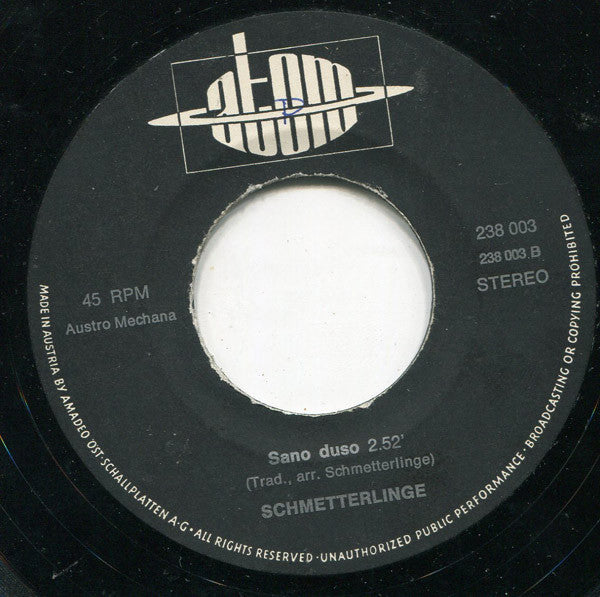 atom
P
238 003
238 003 B
STEREO
45 RPM
Austro Mechana
Sano duso 2.52'
(Trad., arr. Schmetterlinge)
SCHMETTERLINGE
MADE IN AUSTRIA BY AMADEO ÖST·SCHALLPLATTEN A·G·ALL RIGHTS RESERVED·UNAUTHORIZED PUBLIC PERFORMANCE·BROADCASTING OR COPYING PROHIBITED